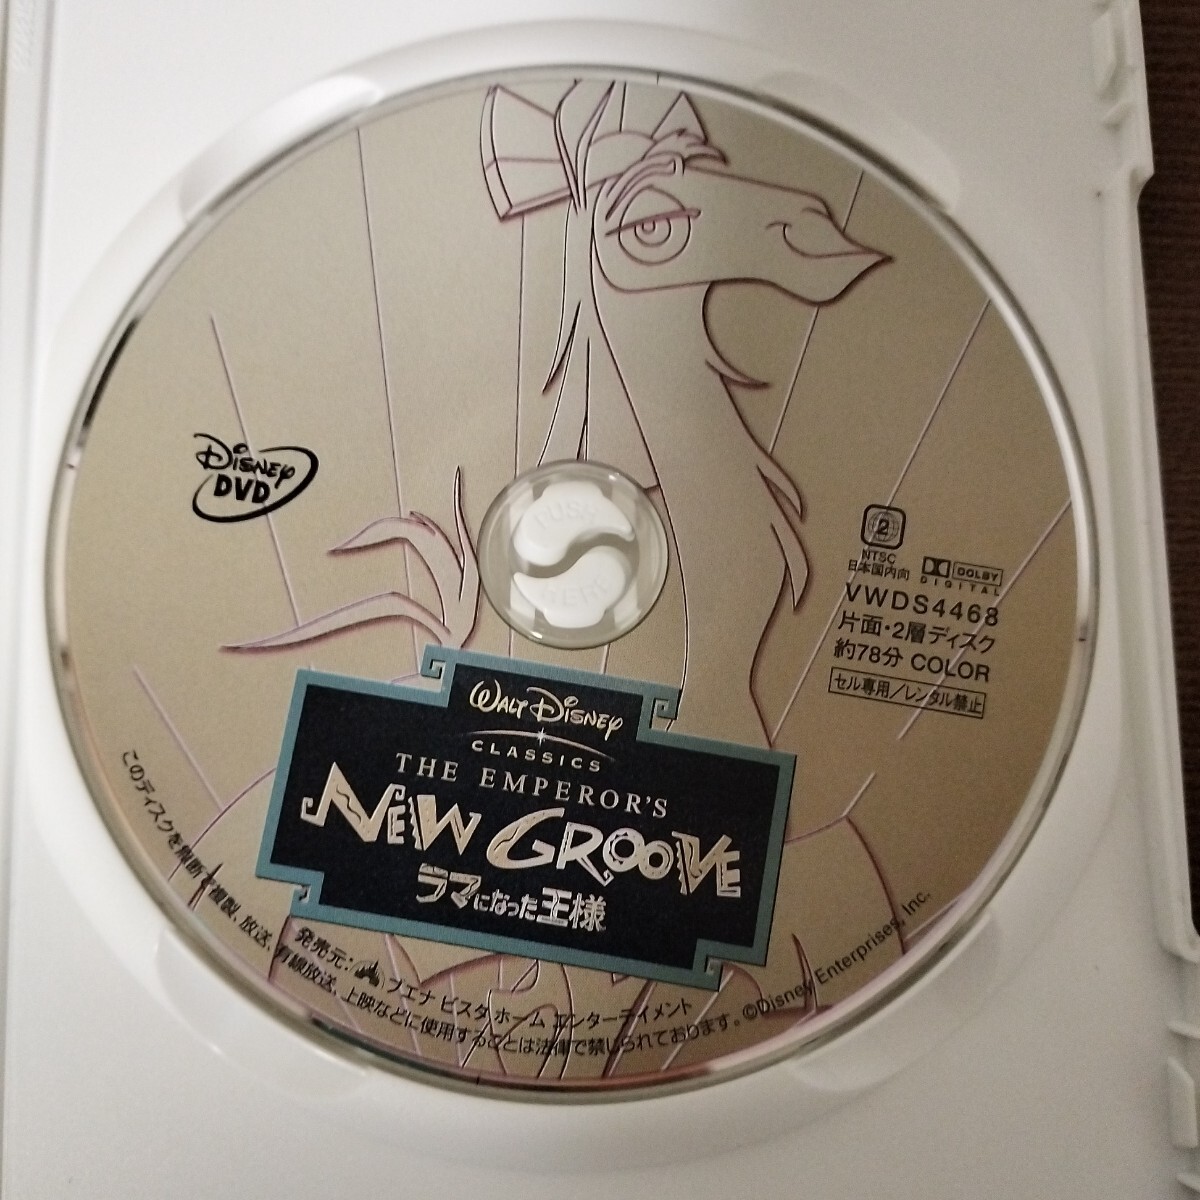 DISNEY
DVD
PUSH
HERE
2
NTSC
日本国内向
DOLBY
DIGITAL
VWDS4468
片面・2層ディスク
約78分 COLOR
セル専用/レンタル禁止
WALT DISNEY
CLASSICS
THE EMPEROR'S
NEW GROOVE
ラマになった王様
発売元: ブエナ ビスタ ホーム エンターテイメント
このディスクを無断で複製、放送、有線放送、上映などに使用することは法律で禁じられております。©Disney Enterprises, Inc.